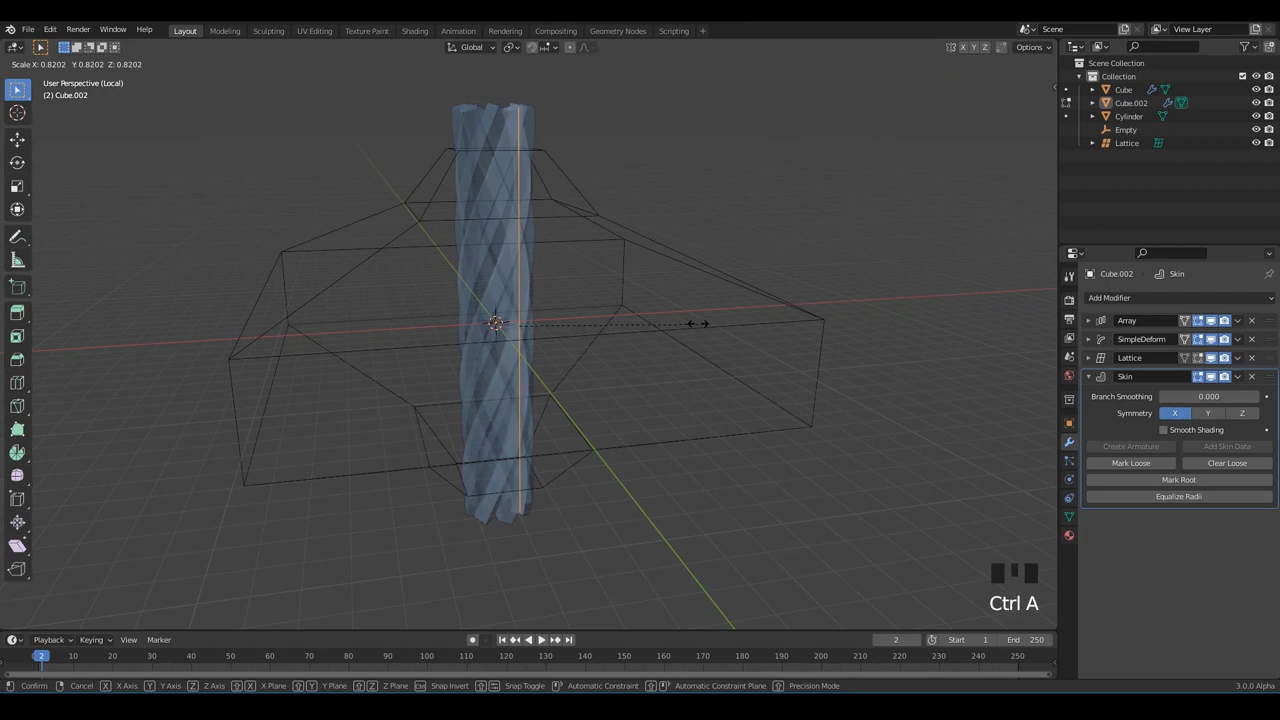 File Edit Render Window Help Layout Modeling Sculpting UV Editing Texture Paint Shading Animation Rendering Compositing Geometry Nodes Scripting + Scene View Layer
Global X Y Z Options
Scale X: 0.8202 Y: 0.8202 Z: 0.8202
Scene Collection
User Perspective (Local)
Collection
(2) Cube.002
Cube
Cube.002
Cylinder
Empty
Lattice
Cube.002 Skin
Add Modifier
Array
SimpleDeform
Lattice
Skin
Branch Smoothing 0.000
Symmetry X Y Z
Smooth Shading
Create Armature Add Skin Data
Mark Loose Clear Loose
Mark Root
Equalize Radii
Ctrl A
Playback Keying View Marker 2 Start 1 End 250
2 10 20 30 40 50 60 70 80 90 100 110 120 130 140 150 160 170 180 190 200 210 220 230 240 250
Confirm Cancel X X Axis Y Y Axis Z Z Axis X X Plane Y Y Plane Z Z Plane Snap Invert Snap Toggle Automatic Constraint Automatic Constraint Plane Precision Mode 3.0.0 Alpha